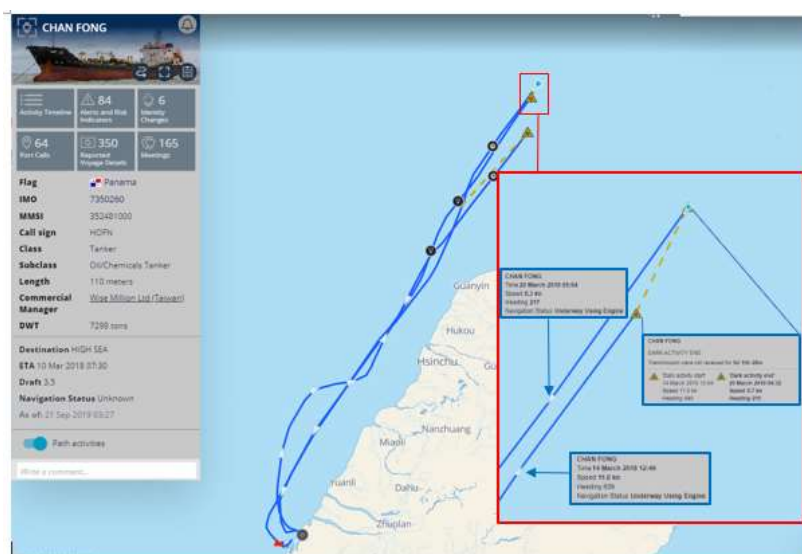 CHAN FONG
Activity Timeline
84
Alerts and Risk
Indicators
6
Identity
Changes
64
Port Calls
350
Reported
Voyage Details
165
Meetings
Flag Panama
IMO 7350260
MMSI 352481000
Call sign HOFN
Class Tanker
Subclass Oil/Chemicals Tanker
Length 110 meters
Commercial
Manager Wise Million Ltd (Taiwan)
DWT 7298 tons
Destination HIGH SEA
ETA 10 Mar 2018 07:30
Draft 3.5
Navigation Status Unknown
As of: 21 Sep 2019 03:27
Path activities
Write a comment...
Guanyin
Hukou
Hsinchu
Guanxi
Nanzhuang
Miaoli
Yuanli
DaHu
Zhuolan
CHAN FONG
Speed 8.3 kn
Heading 217
Navigation Status Underway Using Engine
CHAN FONG
DARK ACTIVITY END
Dark activity start
Dark activity end
CHAN FONG
Time 14 March 2018 12:46
Navigation Status Underway Using Engine